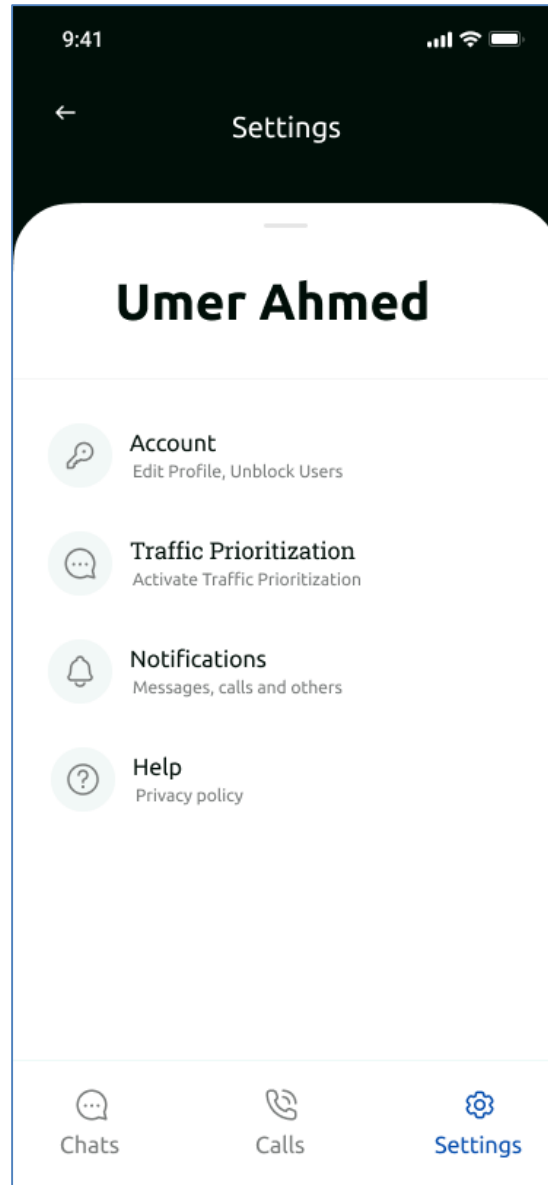 9:41
Settings
Umer Ahmed
Account
Edit Profile, Unblock Users
Traffic Prioritization
Activate Traffic Prioritization
Notifications
Messages, calls and others
Help
Privacy policy
Chats Calls Settings